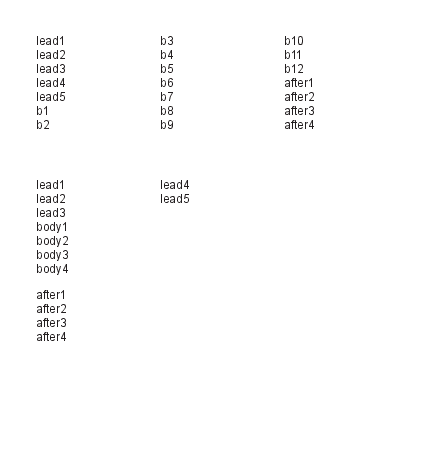 lead1
lead2
lead3
lead4
lead5
b1
b2
b3
b4
b5
b6
b7
b8
b9
b10
b11
b12
after1
after2
after3
after4
lead1
lead2
lead3
lead4
lead5
body1
body2
body3
body4
after1
after2
after3
after4